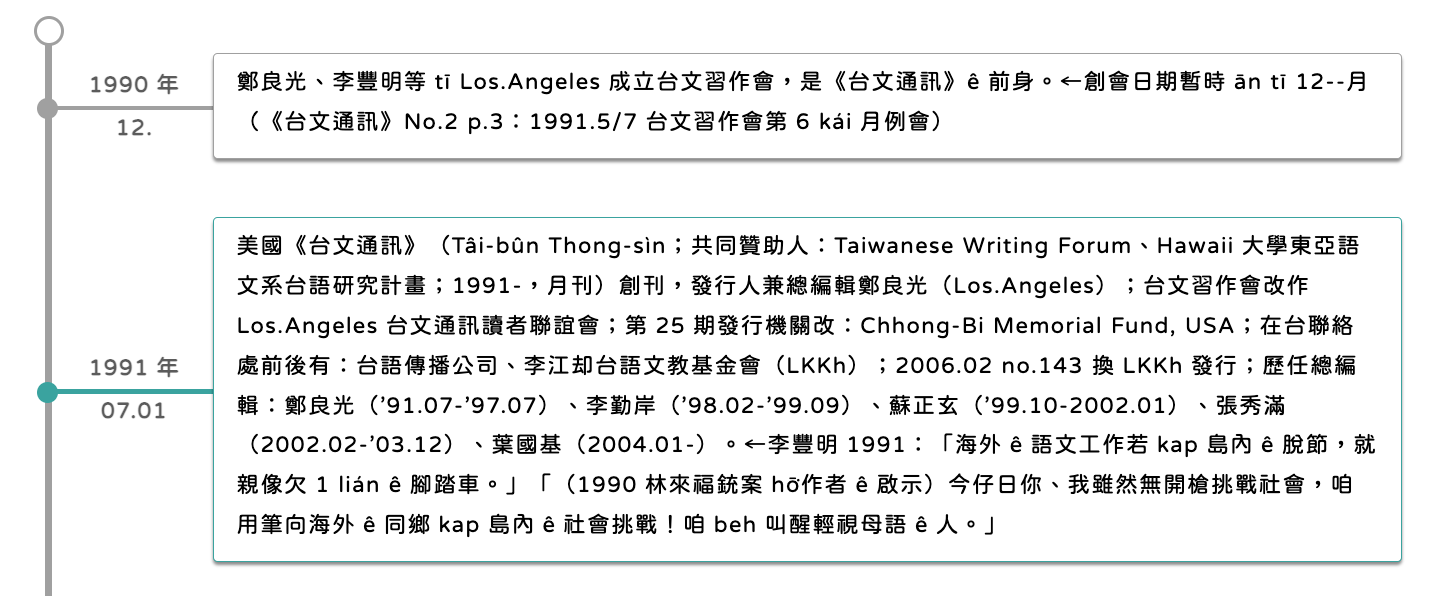 1990 年
12.
鄭良光、李豐明等 tī Los.Angeles 成立台文習作會，是《台文通訊》ê 前身。←創會日期暫時 ān tī 12--月
（《台文通訊》No.2 p.3：1991.5/7 台文習作會第 6 kái 月例會）
1991 年
07.01
美國《台文通訊》（Tâi-bûn Thong-sìn；共同贊助人：Taiwanese Writing Forum、Hawaii 大學東亞語
文系台語研究計畫；1991-，月刊）創刊，發行人兼總編輯鄭良光（Los.Angeles）；台文習作會改作
Los.Angeles 台文通訊讀者聯誼會；第 25 期發行機關改：Chhong-Bi Memorial Fund, USA；在台聯絡
處前後有：台語傳播公司、李江却台語文教基金會（LKKh）；2006.02 no.143 換 LKKh 發行；歷任總編
輯：鄭良光（’91.07-’97.07）、李勤岸（’98.02-’99.09）、蘇正玄（’99.10-2002.01）、張秀滿
（2002.02-’03.12）、葉國基（2004.01-）。←李豐明 1991：「海外 ê 語文工作若 kap 島內 ê 脫節，就
親像欠 1 lián ê 腳踏車。」「（1990 林來福銃案 hō作者 ê 啟示）今仔日你、我雖然無開槍挑戰社會，咱
用筆向海外 ê 同鄉 kap 島內 ê 社會挑戰！咱 beh 叫醒輕視母語 ê 人。」